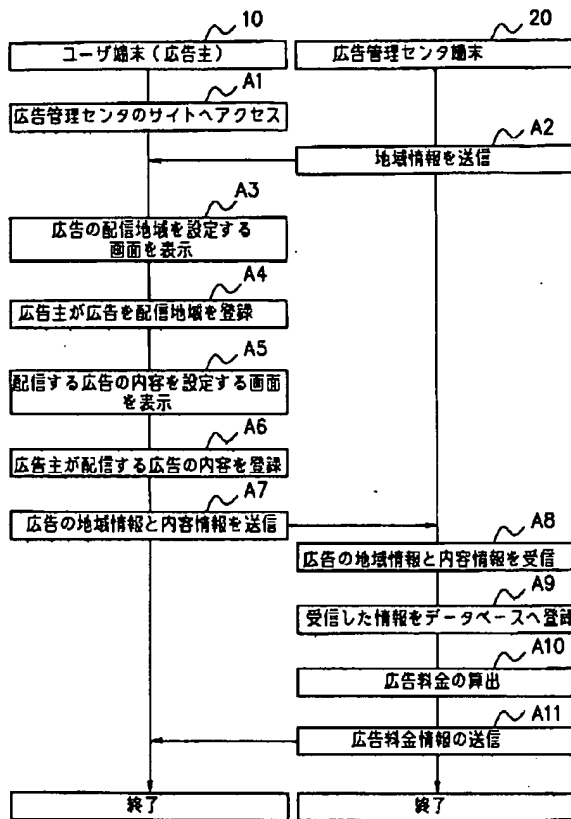 10
20
ユーザ端末(広告主)
広告管理センタ端末
A1
広告管理センタのサイトへアクセス
A2
地域情報を送信
A3
広告の配信地域を設定する
画面を表示
A4
広告主が広告を配信地域を登録
A5
配信する広告の内容を設定する画面
を表示
A6
広告主が配信する広告の内容を登録
A7
広告の地域情報と内容情報を送信
A8
広告の地域情報と内容情報を受信
A9
受信した情報をデータベースへ登録
A10
広告料金の算出
A11
広告料金情報の送信
終了
終了